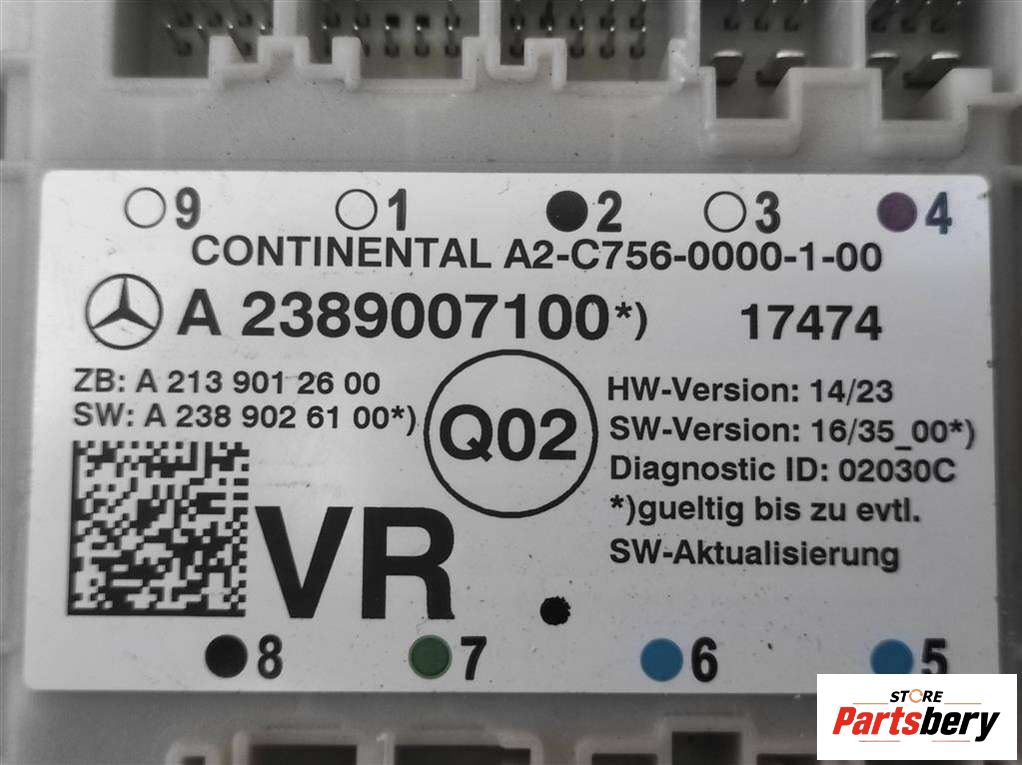 9 1 2 3 4
CONTINENTAL A2-C756-0000-1-00
A 2389007100*) 17474
ZB: A 213 901 26 00
SW: A 238 902 61 00*)
Q02
HW-Version: 14/23
SW-Version: 16/35_00*)
Diagnostic ID: 02030C
*)gueltig bis zu evtl.
SW-Aktualisierung
VR
8 7 6 5
STORE
Partsbery